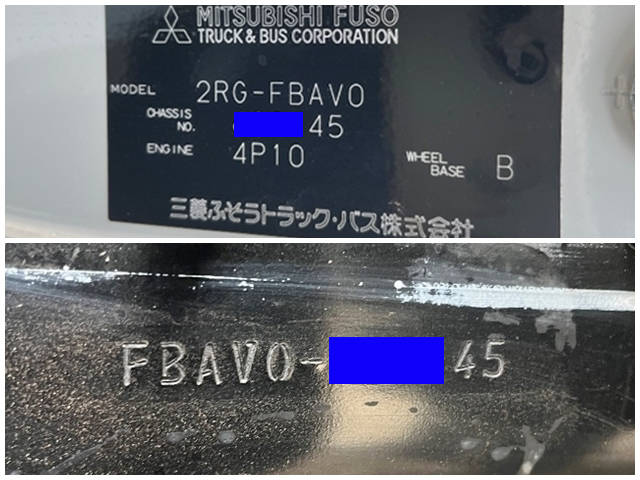 MITSUBISHI FUSO
TRUCK & BUS CORPORATION
MODEL 2RG-FBAV0
CHASSIS NO. 45
ENGINE 4P10
WHEEL BASE B
三菱ふそうトラック・バス株式会社
FBAV0- 45